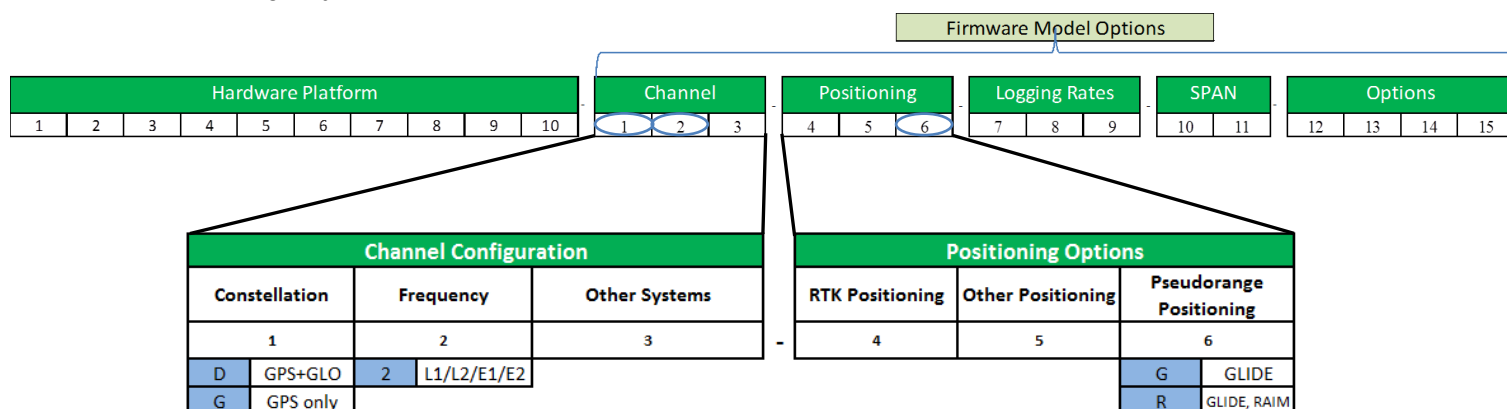 Firmware Model Options
Hardware Platform - Channel - Positioning - Logging Rates - SPAN - Options
1 2 3 4 5 6 7 8 9 10 1 2 3 4 5 6 7 8 9 10 11 12 13 14 15
Channel Configuration Positioning Options
Constellation Frequency Other Systems RTK Positioning Other Positioning Pseudorange
Positioning
1 2 3 - 4 5 6
D GPS+GLO 2 L1/L2/E1/E2 G GLIDE
G GPS only R GLIDE, RAIM